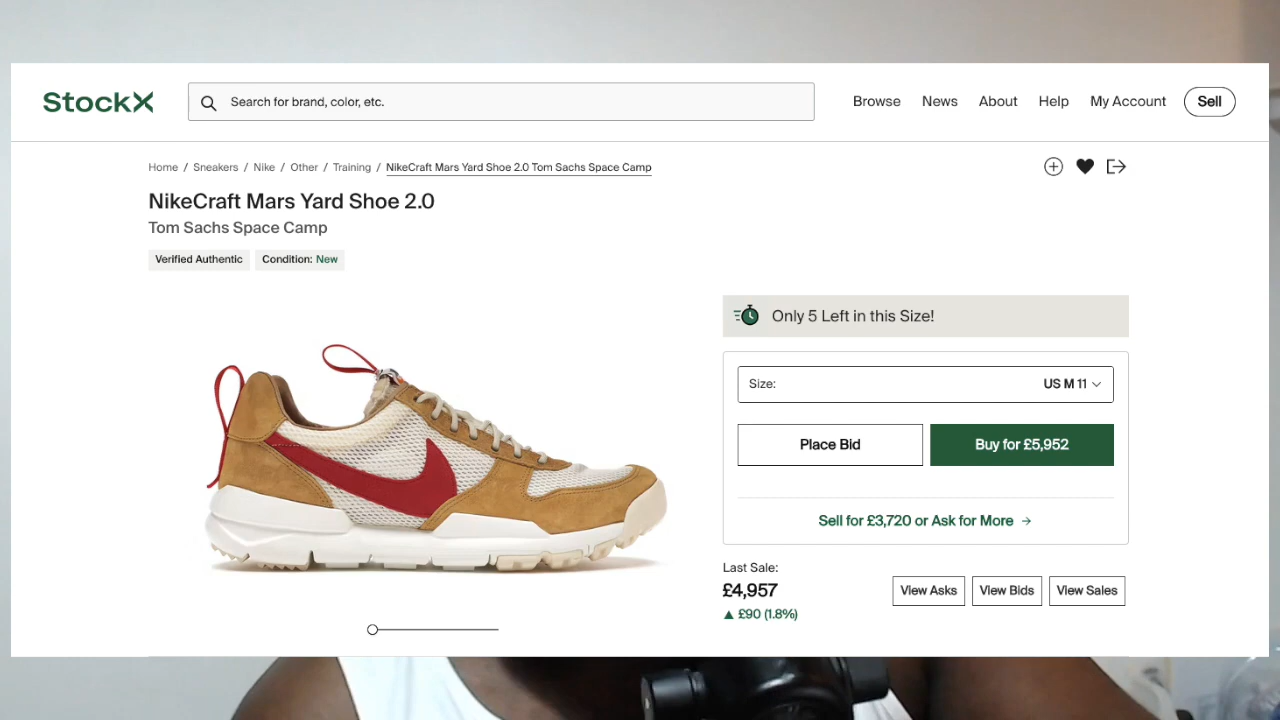 StockX
Search for brand, color, etc.
Browse News About Help My Account Sell
Home / Sneakers / Nike / Other / Training / NikeCraft Mars Yard Shoe 2.0 Tom Sachs Space Camp
NikeCraft Mars Yard Shoe 2.0
Tom Sachs Space Camp
Verified Authentic Condition: New
Only 5 Left in this Size!
Size: US M 11
Place Bid Buy for £5,952
Sell for £3,720 or Ask for More →
Last Sale:
£4,957
▲ £90 (1.8%)
View Asks View Bids View Sales